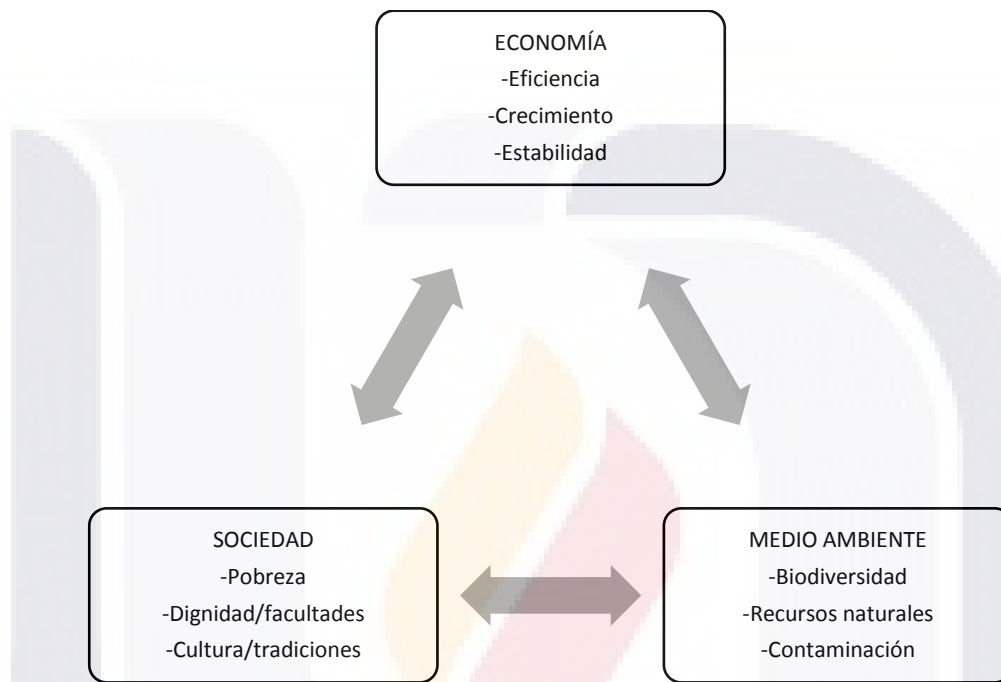 ECONOMÍA
-Eficiencia
-Crecimiento
-Estabilidad
SOCIEDAD
-Pobreza
-Dignidad/facultades
-Cultura/tradiciones
MEDIO AMBIENTE
-Biodiversidad
-Recursos naturales
-Contaminación